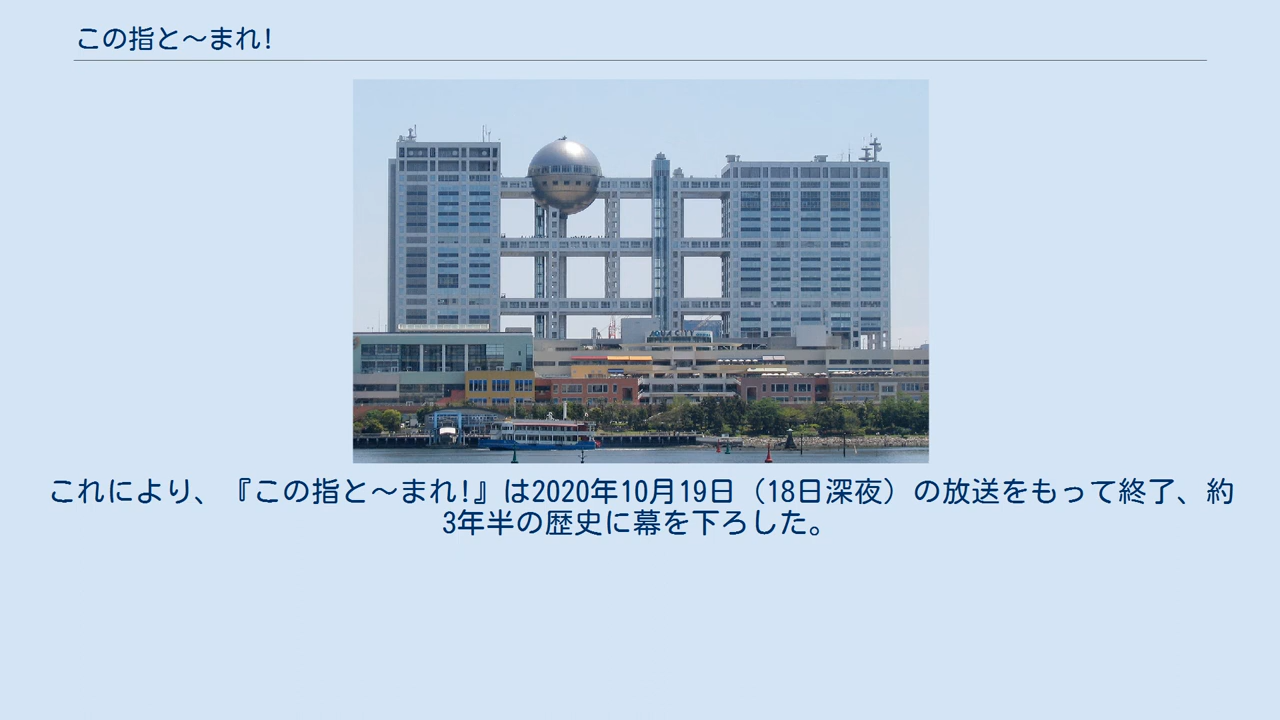 この指と〜まれ!
AQUA CITY
これにより、『この指と〜まれ!』は2020年10月19日（18日深夜）の放送をもって終了、約
3年半の歴史に幕を下ろした。